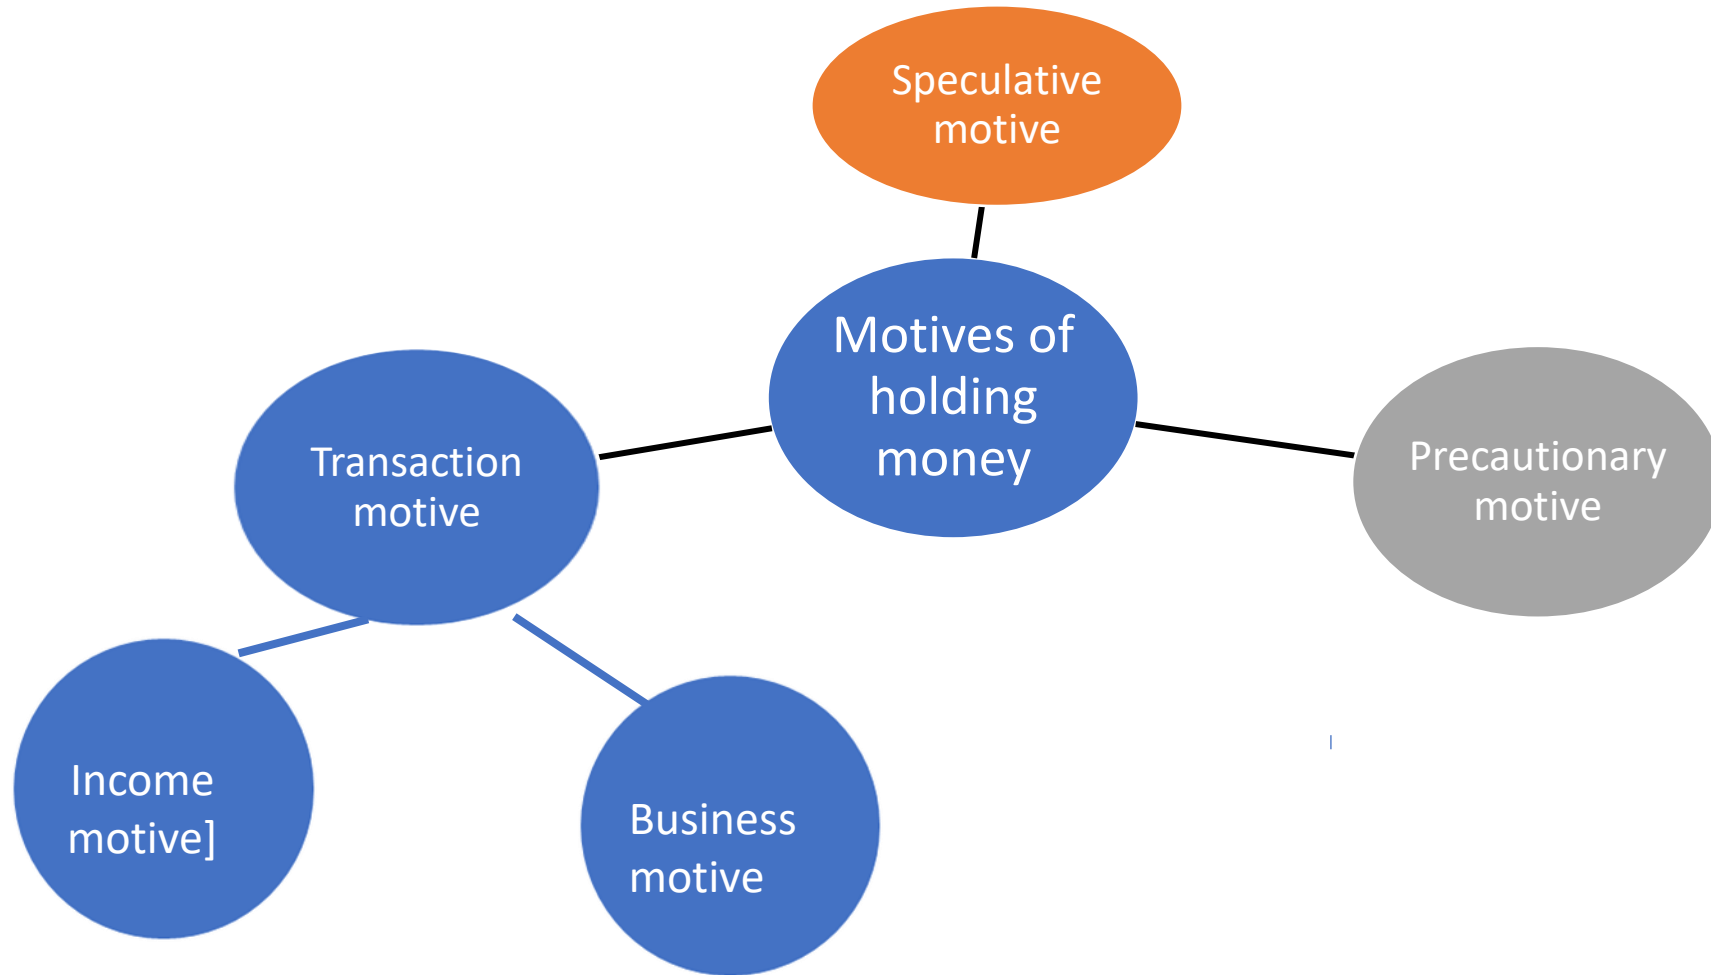 Speculative
motive
Motives of
holding
money
Transaction
motive
Precautionary
motive
Income
motive]
Business
motive